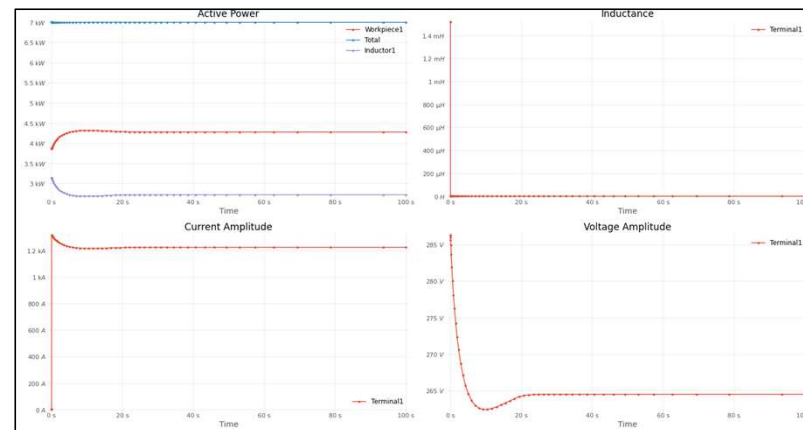 Active Power
7 kW
6.5 kW
6 kW
5.5 kW
5 kW
4.5 kW
4 kW
3.5 kW
3 kW
Workpiece1
Total
Inductor1
0 s 20 s 40 s 60 s 80 s 100 s
Time
Inductance
1.4 mH
1.2 mH
1 mH
800 µH
600 µH
400 µH
200 µH
0 H
Terminal1
0 s 20 s 40 s 60 s 80 s 100 s
Time
Current Amplitude
1.2 kA
1 kA
800 A
600 A
400 A
200 A
0 A
Terminal1
0 s 20 s 40 s 60 s 80 s 100 s
Time
Voltage Amplitude
285 V
280 V
275 V
270 V
265 V
Terminal1
0 s 20 s 40 s 60 s 80 s 100 s
Time